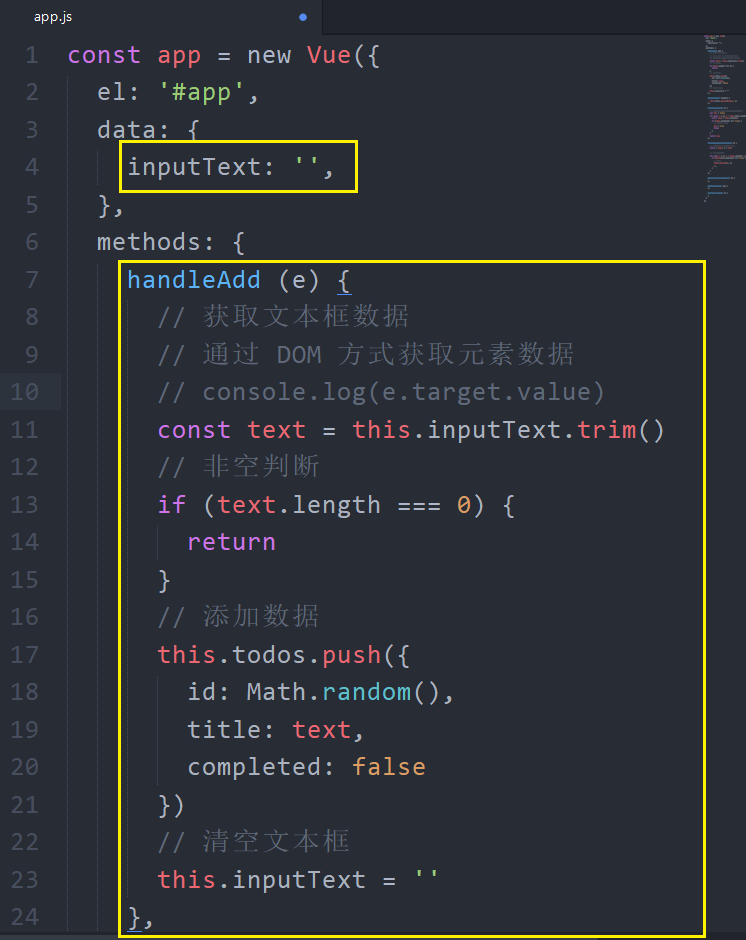 app.js
1 const app = new Vue({
2 el: '#app',
3 data: {
4 inputText: '',
5 },
6 methods: {
7 handleAdd (e) {
8 // 获取文本框数据
9 // 通过 DOM 方式获取元素数据
10 // console.log(e.target.value)
11 const text = this.inputText.trim()
12 // 非空判断
13 if (text.length === 0) {
14 return
15 }
16 // 添加数据
17 this.todos.push({
18 id: Math.random(),
19 title: text,
20 completed: false
21 })
22 // 清空文本框
23 this.inputText = ''
24 },